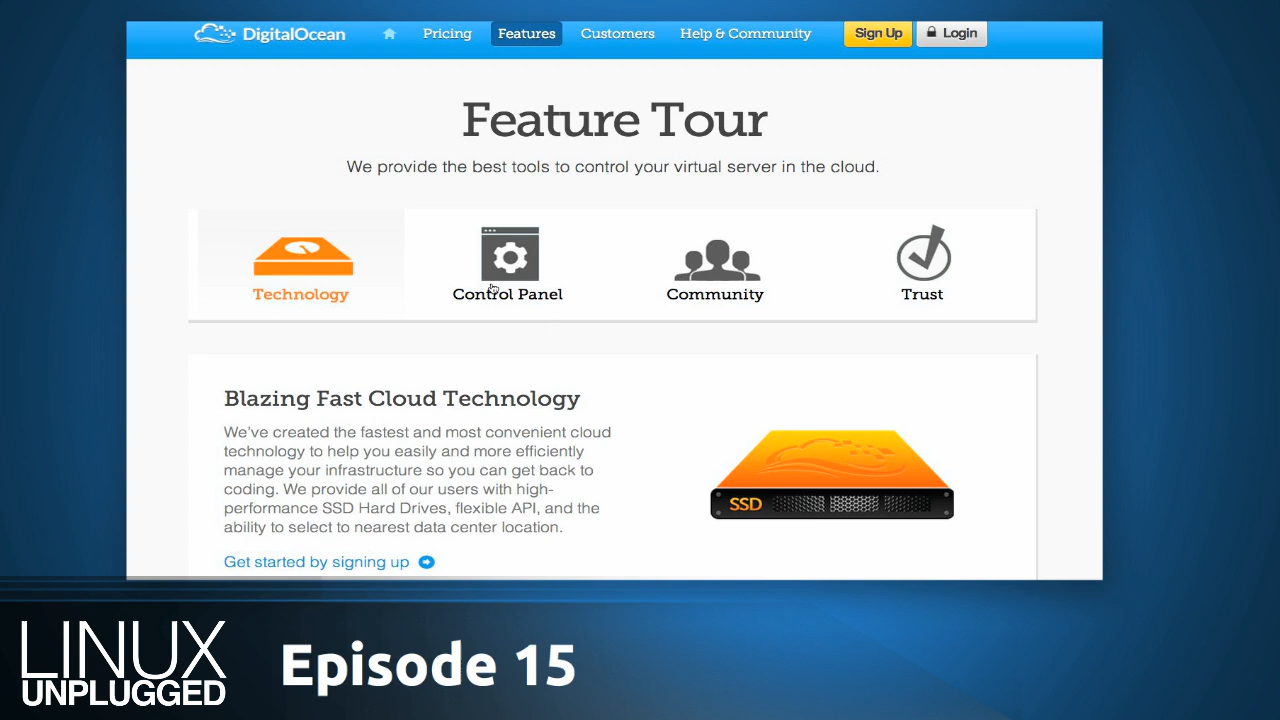 DigitalOcean Pricing Features Customers Help & Community Sign Up Login
Feature Tour
We provide the best tools to control your virtual server in the cloud.
Technology Control Panel Community Trust
Blazing Fast Cloud Technology
We've created the fastest and most convenient cloud
technology to help you easily and more efficiently
manage your infrastructure so you can get back to
coding. We provide all of our users with high-
performance SSD Hard Drives, flexible API, and the
ability to select to nearest data center location.
SSD
Get started by signing up
LINUX
UNPLUGGED
Episode 15